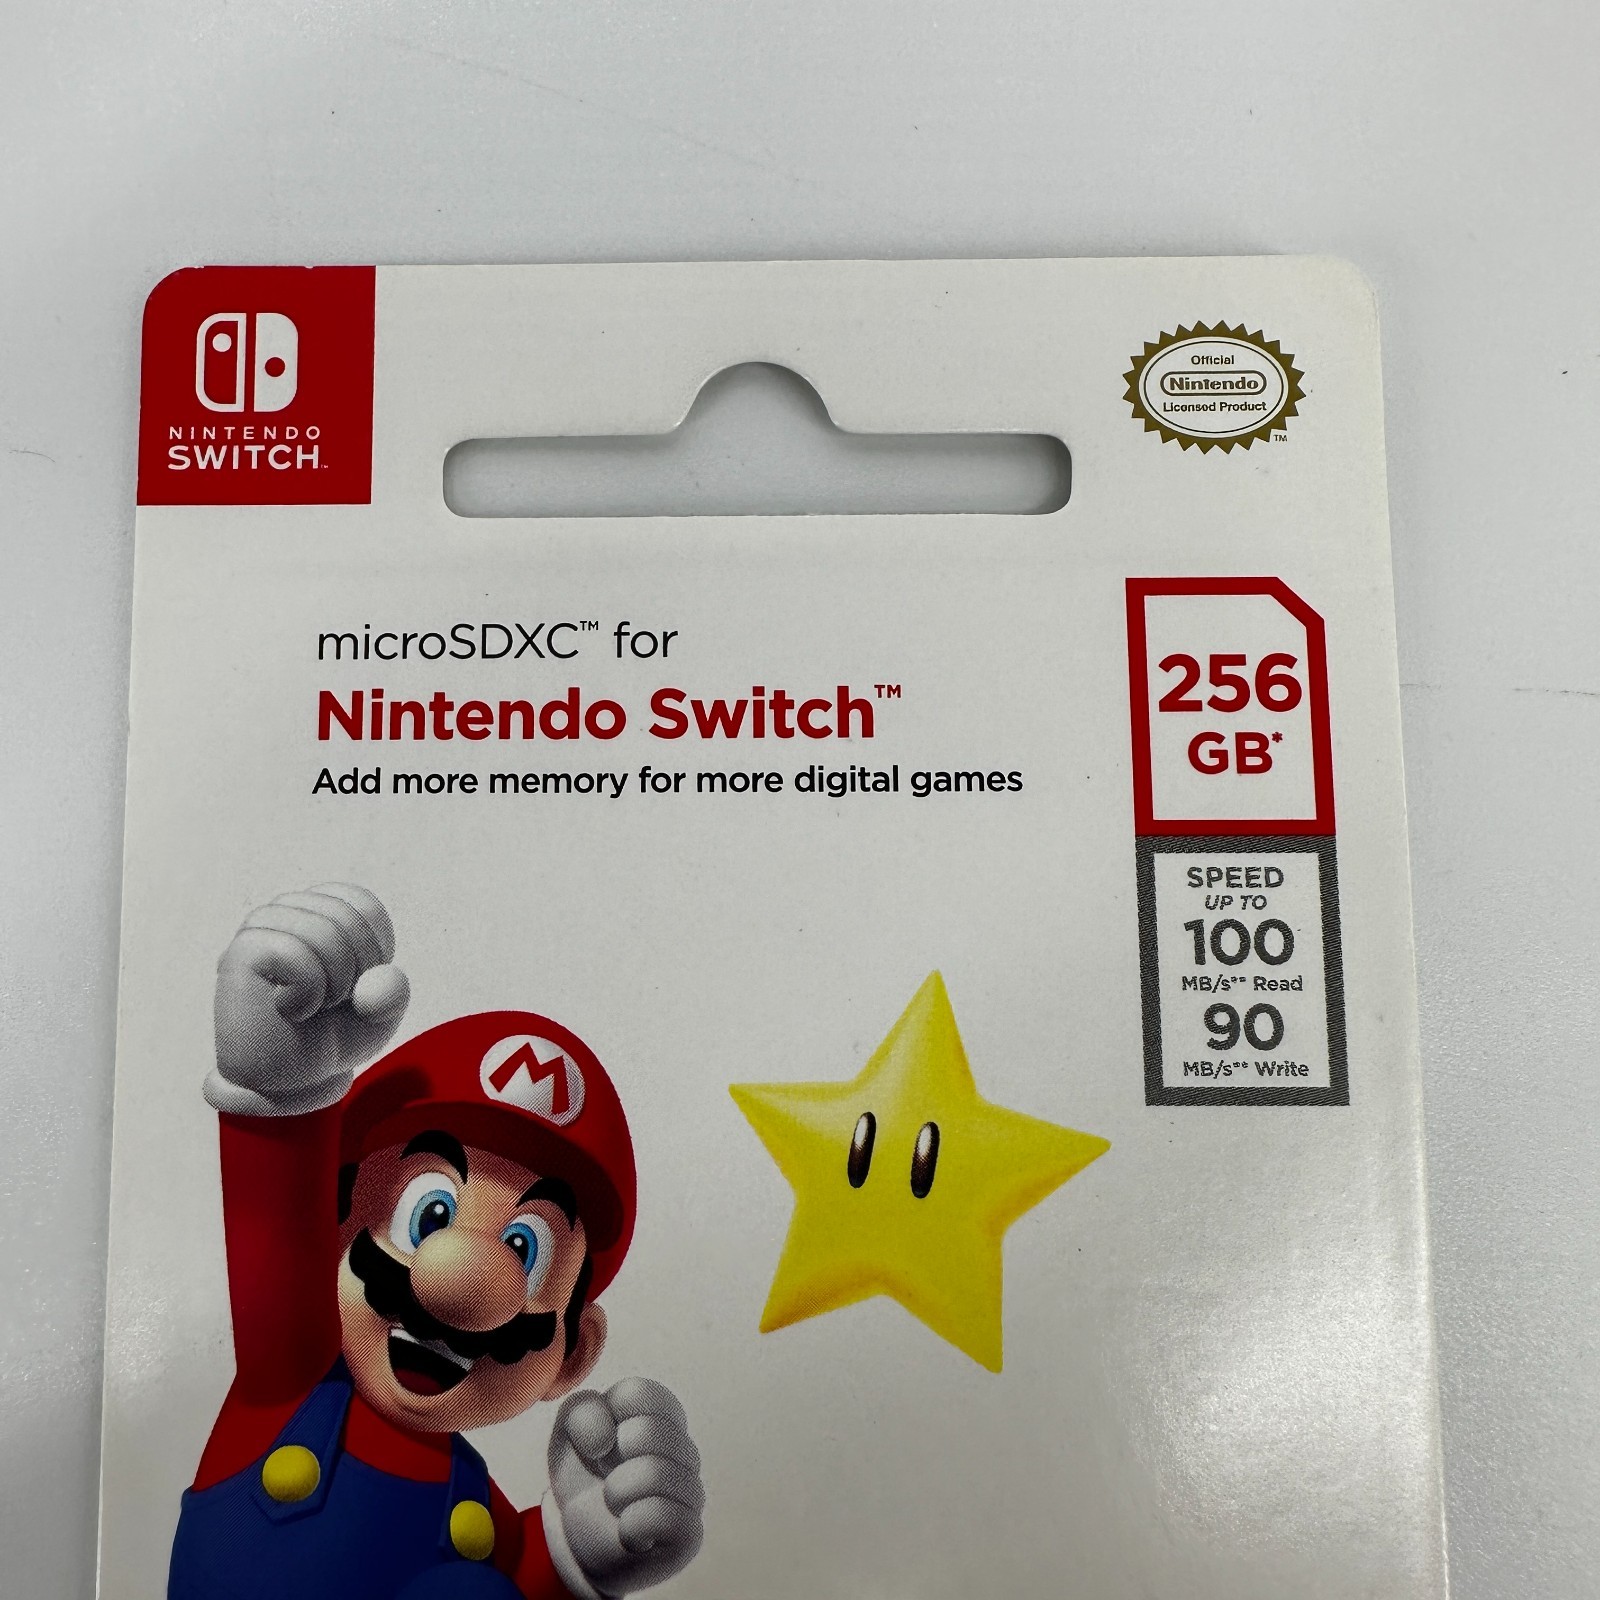 NINTENDO
SWITCH™
Official
Nintendo
Licensed Product
™
microSDXC™ for
Nintendo Switch™
Add more memory for more digital games
256
GB*
SPEED
UP TO
100
MB/s** Read
90
MB/s** Write
M